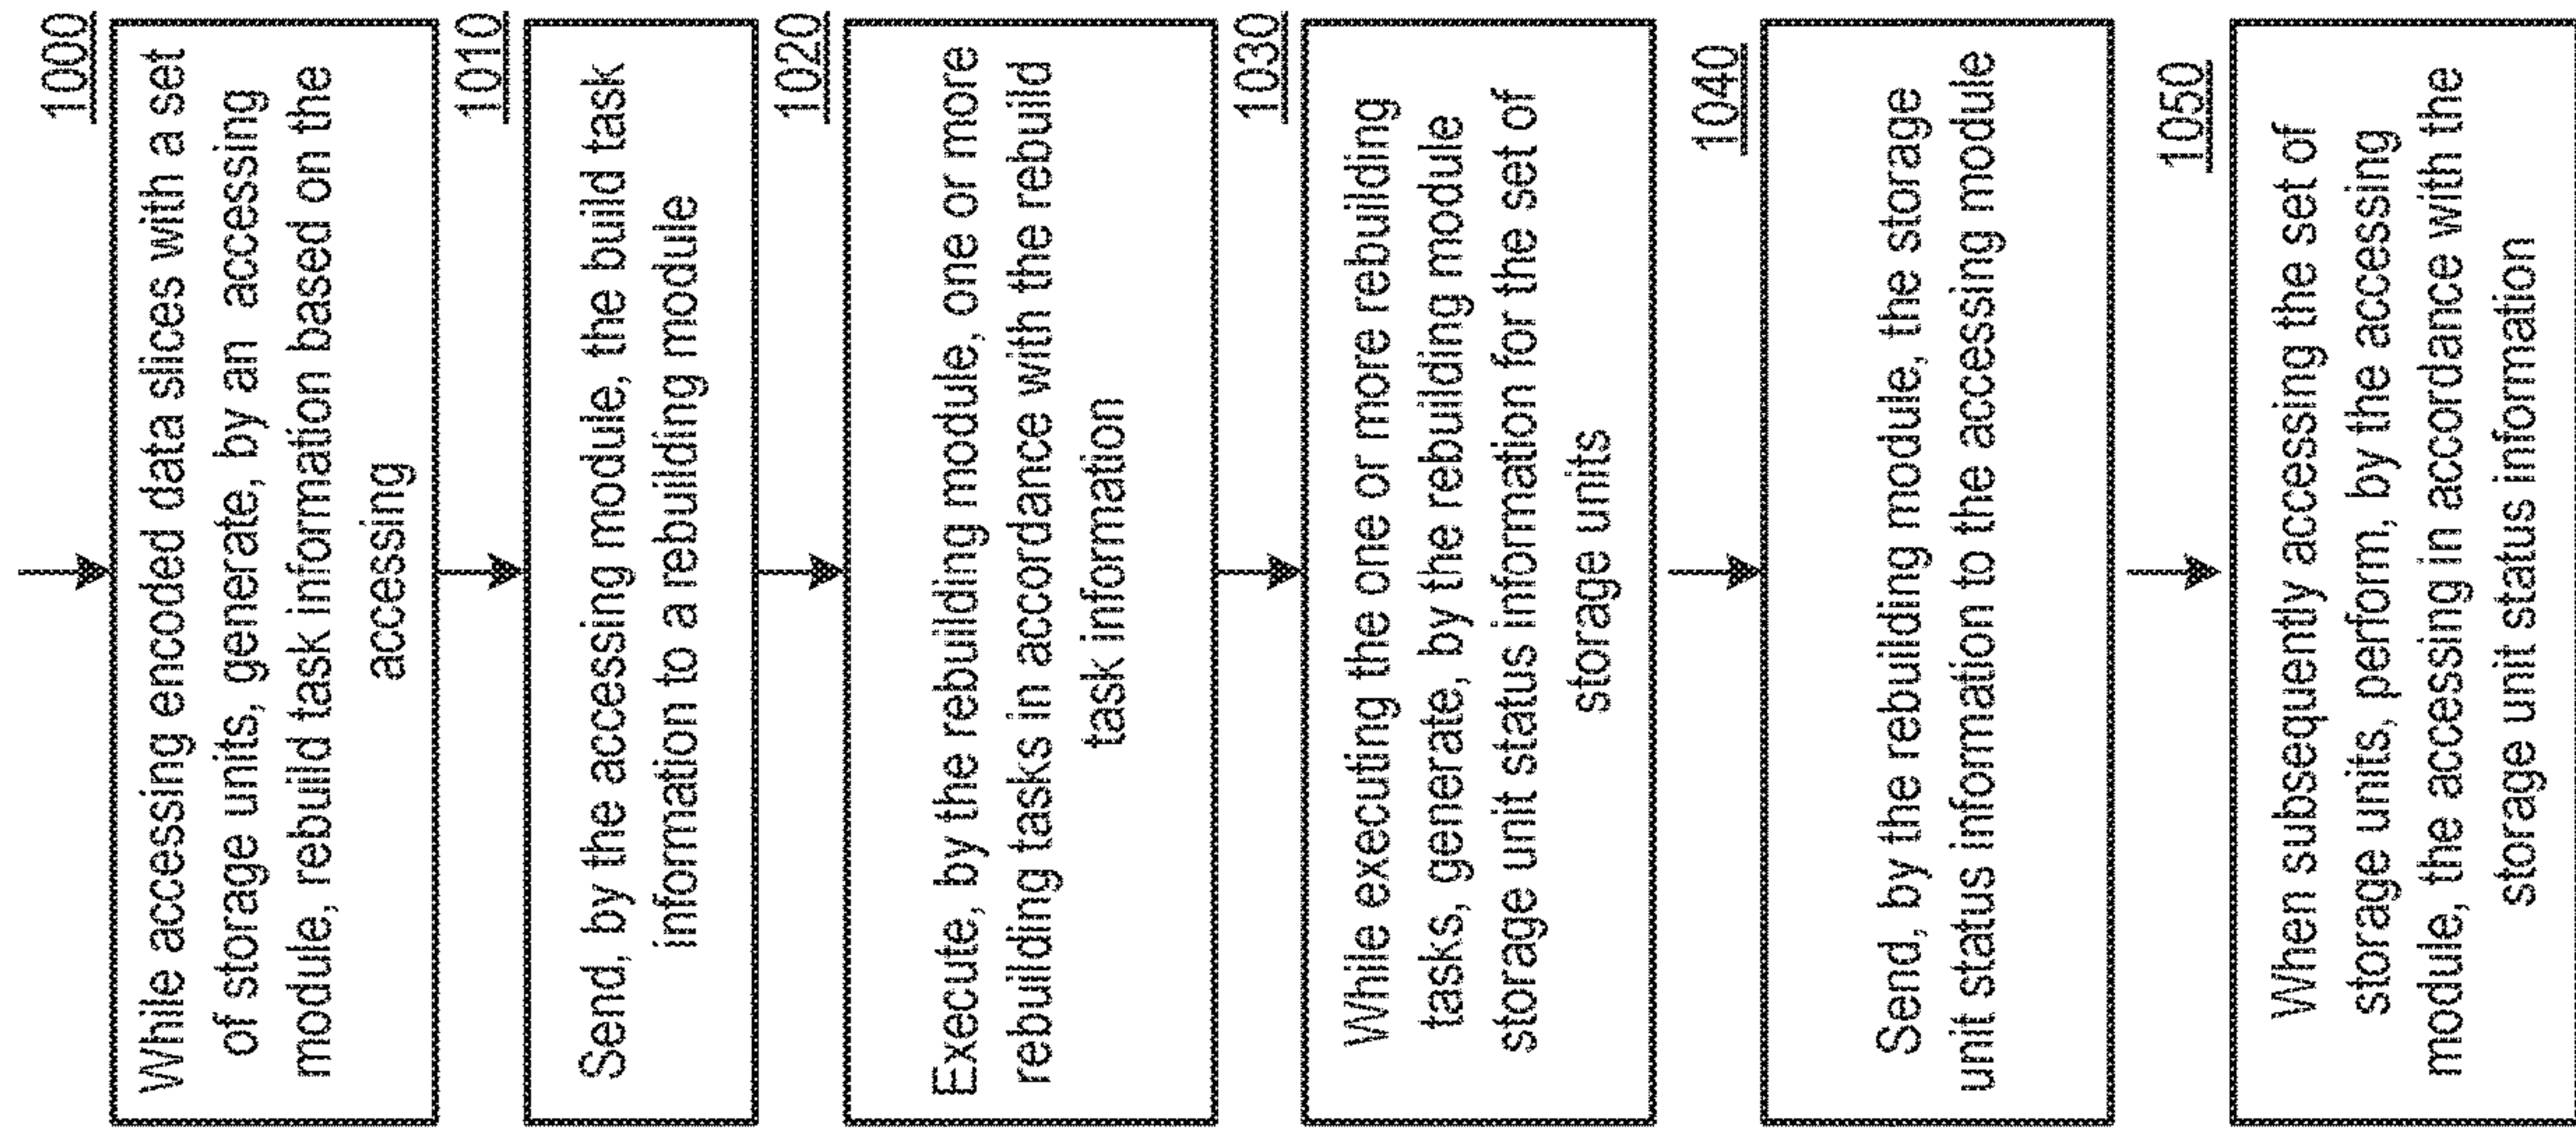 1000
While accessing encoded data slices with a set
of storage units, generate, by an accessing
module, rebuild task information based on the
accessing
1010
Send, by the accessing module, the build task
information to a rebuilding module
1020
Execute, by the rebuilding module, one or more
rebuilding tasks in accordance with the rebuild
task information
1030
While executing the one or more rebuilding
tasks, generate, by the rebuilding module
storage unit status information for the set of
storage units
1040
Send, by the rebuilding module, the storage
unit status information to the accessing module
1050
When subsequently accessing the set of
storage units, perform, by the accessing
module, the accessing in accordance with the
storage unit status information